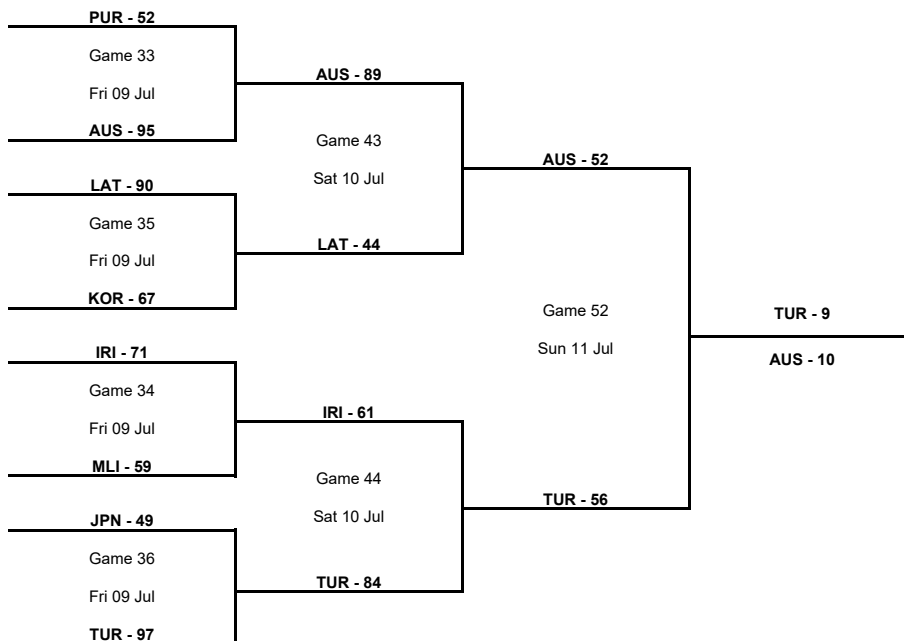 PUR - 52
Game 33
Fri 09 Jul
AUS - 95
LAT - 90
Game 35
Fri 09 Jul
KOR - 67
IRI - 71
Game 34
Fri 09 Jul
MLI - 59
JPN - 49
Game 36
Fri 09 Jul
TUR - 97
AUS - 89
Game 43
Sat 10 Jul
LAT - 44
IRI - 61
Game 44
Sat 10 Jul
TUR - 84
AUS - 52
Game 52
Sun 11 Jul
TUR - 56
TUR - 9
AUS - 10